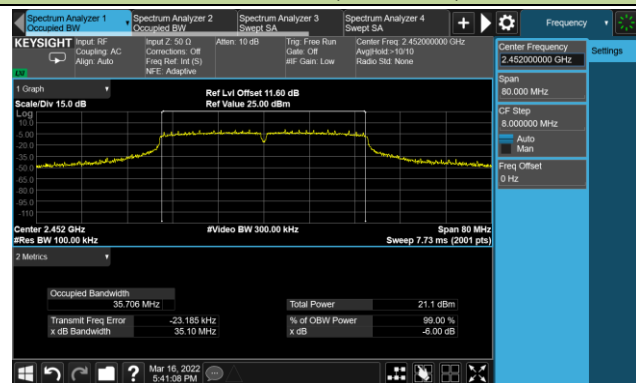 Spectrum Analyzer 1
Occupied BW
Spectrum Analyzer 2
Occupied BW
Spectrum Analyzer 3
Swept SA
Spectrum Analyzer 4
Swept SA
Frequency
KEYSIGHT
Input: RF
Coupling: AC
Align: Auto
Input Z: 50 Ω
Corrections: Off
Freq Ref: Int (S)
NFE: Adaptive
Atten: 10 dB
Trig: Free Run
Gate: Off
#IF Gain: Low
Center Freq: 2.452000000 GHz
Avg|Hold:>10/10
Radio Std: None
Center Frequency
2.452000000 GHz
Settings
Span
80.000 MHz
CF Step
8.000000 MHz
Auto
Man
Freq Offset
0 Hz
1 Graph
Scale/Div 15.0 dB
Ref Lvl Offset 11.60 dB
Ref Value 25.00 dBm
Log
10.0
-5.00
-20.0
-35.0
-50.0
-65.0
-80.0
-95.0
-110
Center 2.452 GHz
#Res BW 100.00 kHz
#Video BW 300.00 kHz
Span 80 MHz
Sweep 7.73 ms (2001 pts)
2 Metrics
Occupied Bandwidth
35.706 MHz
Total Power 21.1 dBm
Transmit Freq Error -23.185 kHz
% of OBW Power 99.00 %
x dB Bandwidth 35.10 MHz
x dB -6.00 dB
?
Mar 16, 2022
5:41:08 PM